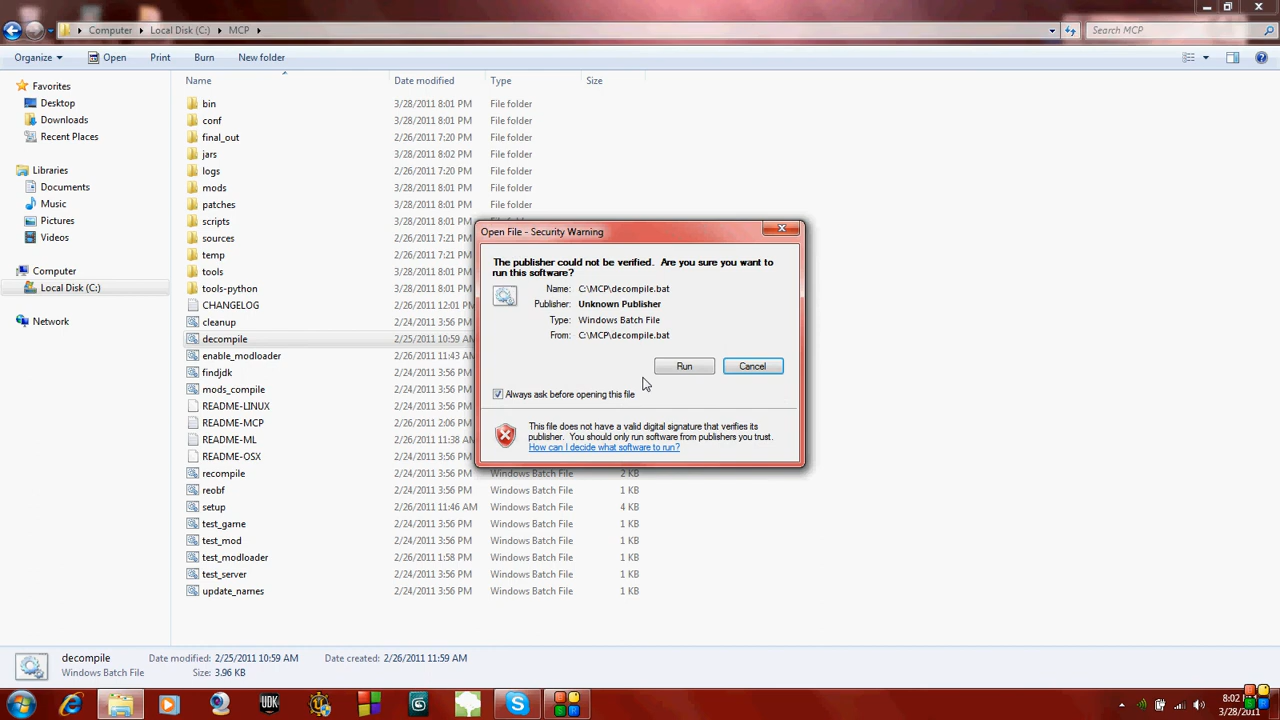 Computer Local Disk (C:) MCP
Search MCP
Organize Open Print Burn New folder
Favorites
Desktop
Downloads
Recent Places
Libraries
Documents
Music
Pictures
Videos
Computer
Local Disk (C:)
Network
Name Date modified Type Size
bin 3/28/2011 8:01 PM File folder
conf 3/28/2011 8:01 PM File folder
final_out 2/26/2011 7:20 PM File folder
jars 3/28/2011 8:02 PM File folder
logs 2/26/2011 7:20 PM File folder
mods 3/28/2011 8:01 PM File folder
patches 3/28/2011 8:01 PM File folder
scripts 3/28/2011 8:01 PM
sources 2/26/2011 7:21 PM
temp 2/26/2011 7:21 PM
tools 3/28/2011 8:01 PM
tools-python 3/28/2011 8:01 PM
CHANGELOG 2/26/2011 12:01 
cleanup 2/24/2011 3:56 PM
decompile 2/25/2011 10:59 A
enable_modloader 2/26/2011 11:43 A
findjdk 2/24/2011 3:56 PM
mods_compile 2/24/2011 3:56 PM
README-LINUX 2/24/2011 3:56 PM
README-MCP 2/26/2011 2:06 PM
README-ML 2/26/2011 11:38 A
README-OSX 2/24/2011 3:56 PM
recompile 2/24/2011 3:56 PM Windows Batch File 2 KB
reobf 2/24/2011 3:56 PM Windows Batch File 1 KB
setup 2/26/2011 11:46 AM Windows Batch File 4 KB
test_game 2/24/2011 3:56 PM Windows Batch File 1 KB
test_mod 2/24/2011 3:56 PM Windows Batch File 1 KB
test_modloader 2/26/2011 1:58 PM Windows Batch File 1 KB
test_server 2/24/2011 3:56 PM Windows Batch File 1 KB
update_names 2/24/2011 3:56 PM Windows Batch File 1 KB
Open File - Security Warning
The publisher could not be verified. Are you sure you want to
run this software?
Name: C:\MCP\decompile.bat
Publisher: Unknown Publisher
Type: Windows Batch File
From: C:\MCP\decompile.bat
Run Cancel
Always ask before opening this file
This file does not have a valid digital signature that verifies its
publisher. You should only run software from publishers you trust.
How can I decide what software to run?
decompile Date modified: 2/25/2011 10:59 AM Date created: 2/26/2011 11:59 AM
Windows Batch File Size: 3.96 KB
UDK
8:02
3/28/2011